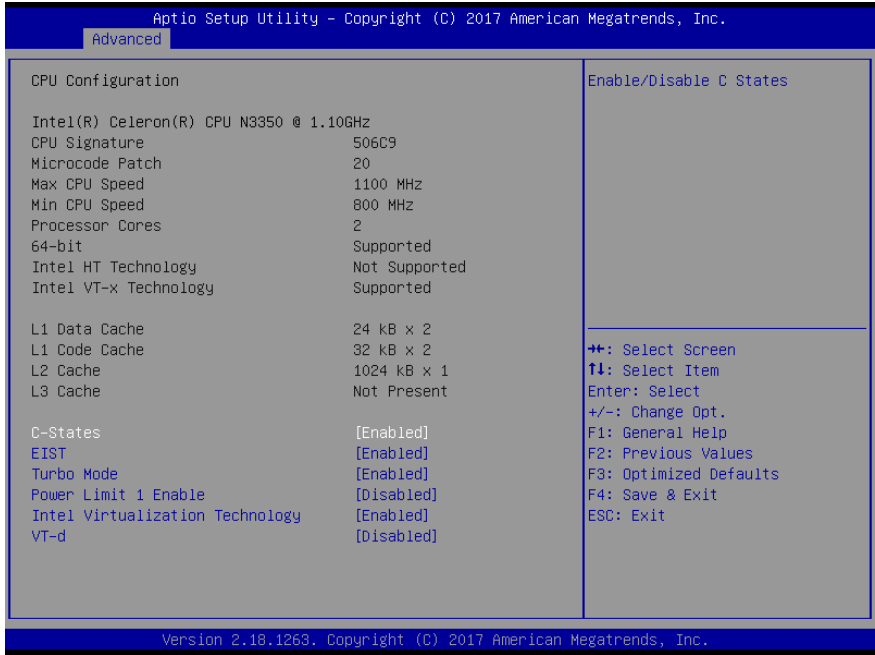 Aptio Setup Utility – Copyright (C) 2017 American Megatrends, Inc.
Advanced
CPU Configuration
Intel(R) Celeron(R) CPU N3350 @ 1.10GHz
CPU Signature 506C9
Microcode Patch 20
Max CPU Speed 1100 MHz
Min CPU Speed 800 MHz
Processor Cores 2
64-bit Supported
Intel HT Technology Not Supported
Intel VT-x Technology Supported
L1 Data Cache 24 kB x 2
L1 Code Cache 32 kB x 2
L2 Cache 1024 kB x 1
L3 Cache Not Present
C-States [Enabled]
EIST [Enabled]
Turbo Mode [Enabled]
Power Limit 1 Enable [Disabled]
Intel Virtualization Technology [Enabled]
VT-d [Disabled]
Enable/Disable C States
→←: Select Screen
↑↓: Select Item
Enter: Select
+/-: Change Opt.
F1: General Help
F2: Previous Values
F3: Optimized Defaults
F4: Save & Exit
ESC: Exit
Version 2.18.1263. Copyright (C) 2017 American Megatrends, Inc.